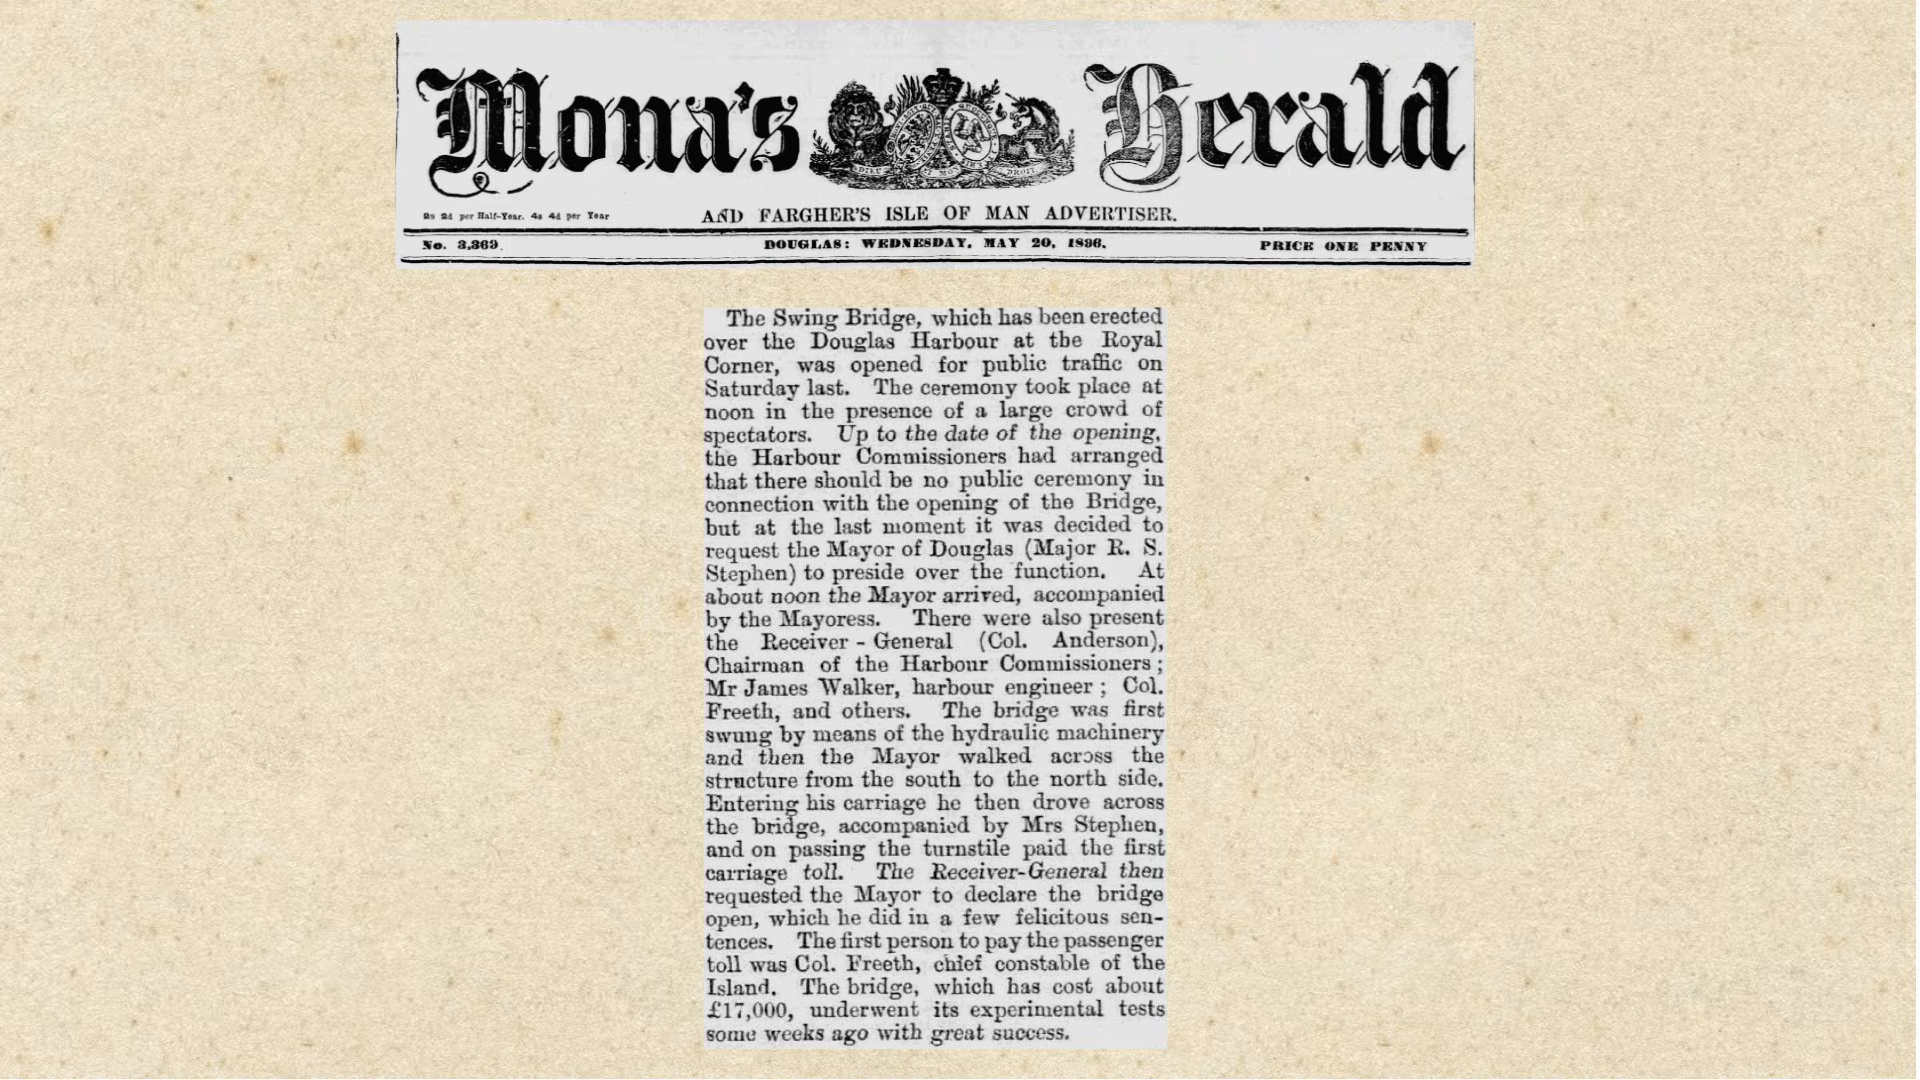 Mona's Herald
2s 2d per Half-Year. 4s 4d per Year
AND FARGHER'S ISLE OF MAN ADVERTISER.
No. 3,369.
DOUGLAS: WEDNESDAY, MAY 20, 1896.
PRICE ONE PENNY
The Swing Bridge, which has been erected
over the Douglas Harbour at the Royal
Corner, was opened for public traffic on
Saturday last. The ceremony took place at
noon in the presence of a large crowd of
spectators. Up to the date of the opening,
the Harbour Commissioners had arranged
that there should be no public ceremony in
connection with the opening of the Bridge,
but at the last moment it was decided to
request the Mayor of Douglas (Major R. S.
Stephen) to preside over the function. At
about noon the Mayor arrived, accompanied
by the Mayoress. There were also present
the Receiver-General (Col. Anderson),
Chairman of the Harbour Commissioners;
Mr James Walker, harbour engineer; Col.
Freeth, and others. The bridge was first
swung by means of the hydraulic machinery
and then the Mayor walked across the
structure from the south to the north side.
Entering his carriage he then drove across
the bridge, accompanied by Mrs Stephen,
and on passing the turnstile paid the first
carriage toll. The Receiver-General then
requested the Mayor to declare the bridge
open, which he did in a few felicitous sen-
tences. The first person to pay the passenger
toll was Col. Freeth, chief constable of the
Island. The bridge, which has cost about
£17,000, underwent its experimental tests
some weeks ago with great success.